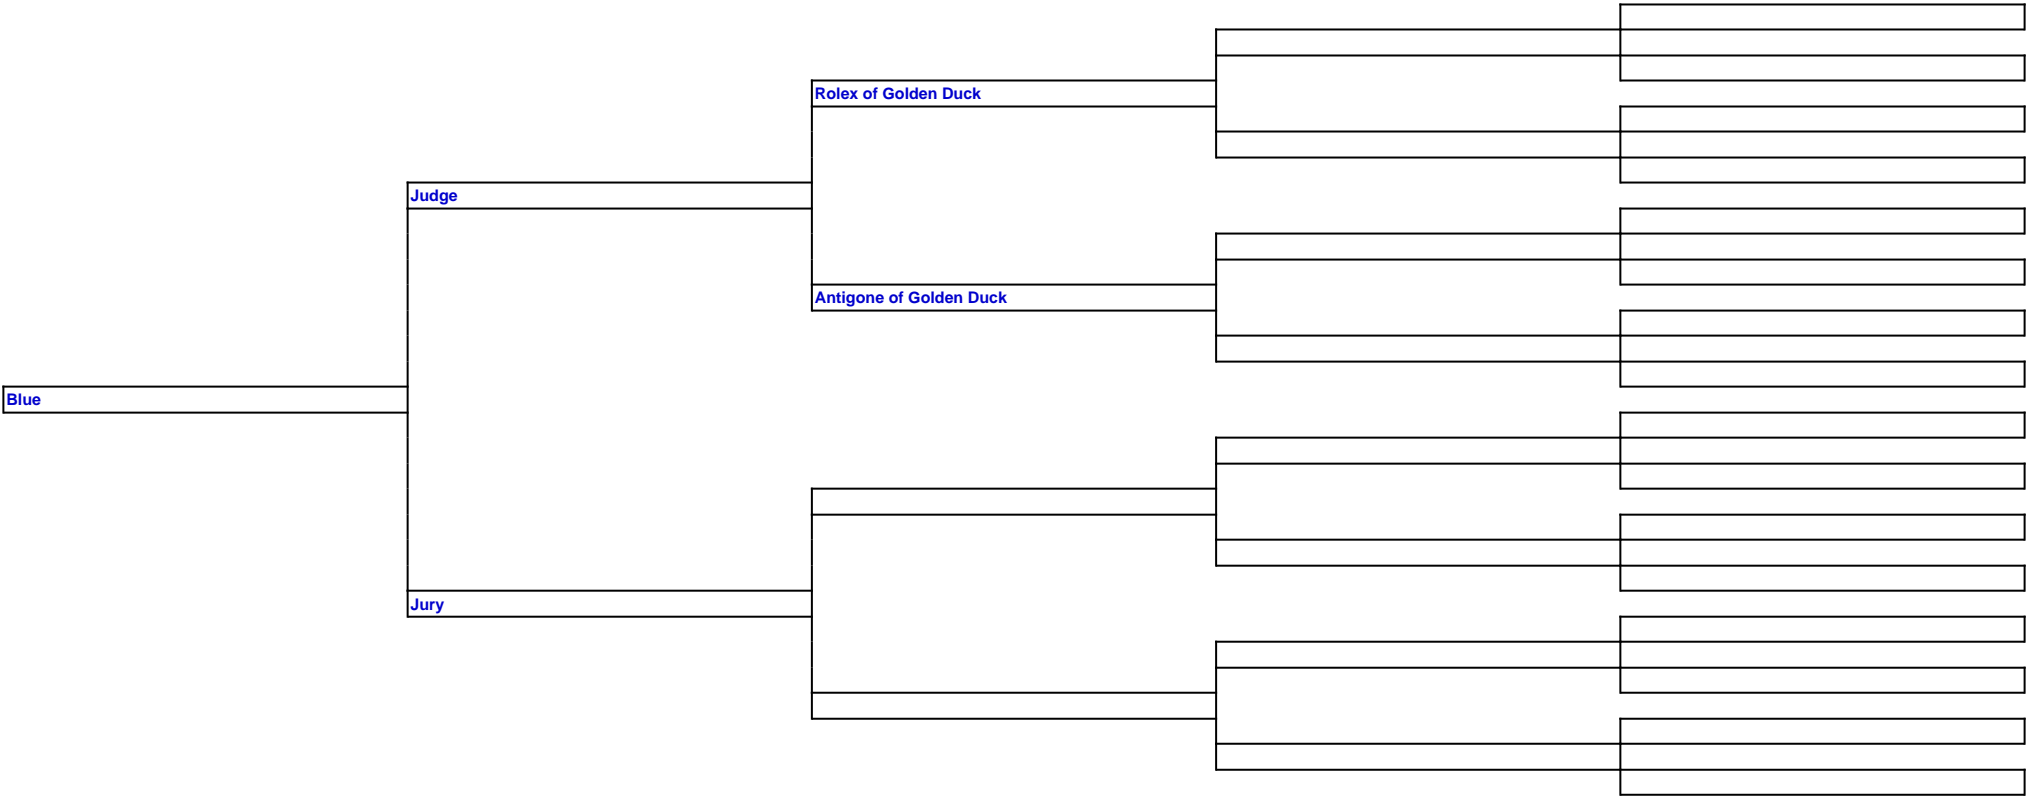 Rolex of Golden Duck
Judge
Antigone of Golden Duck
Blue
Jury